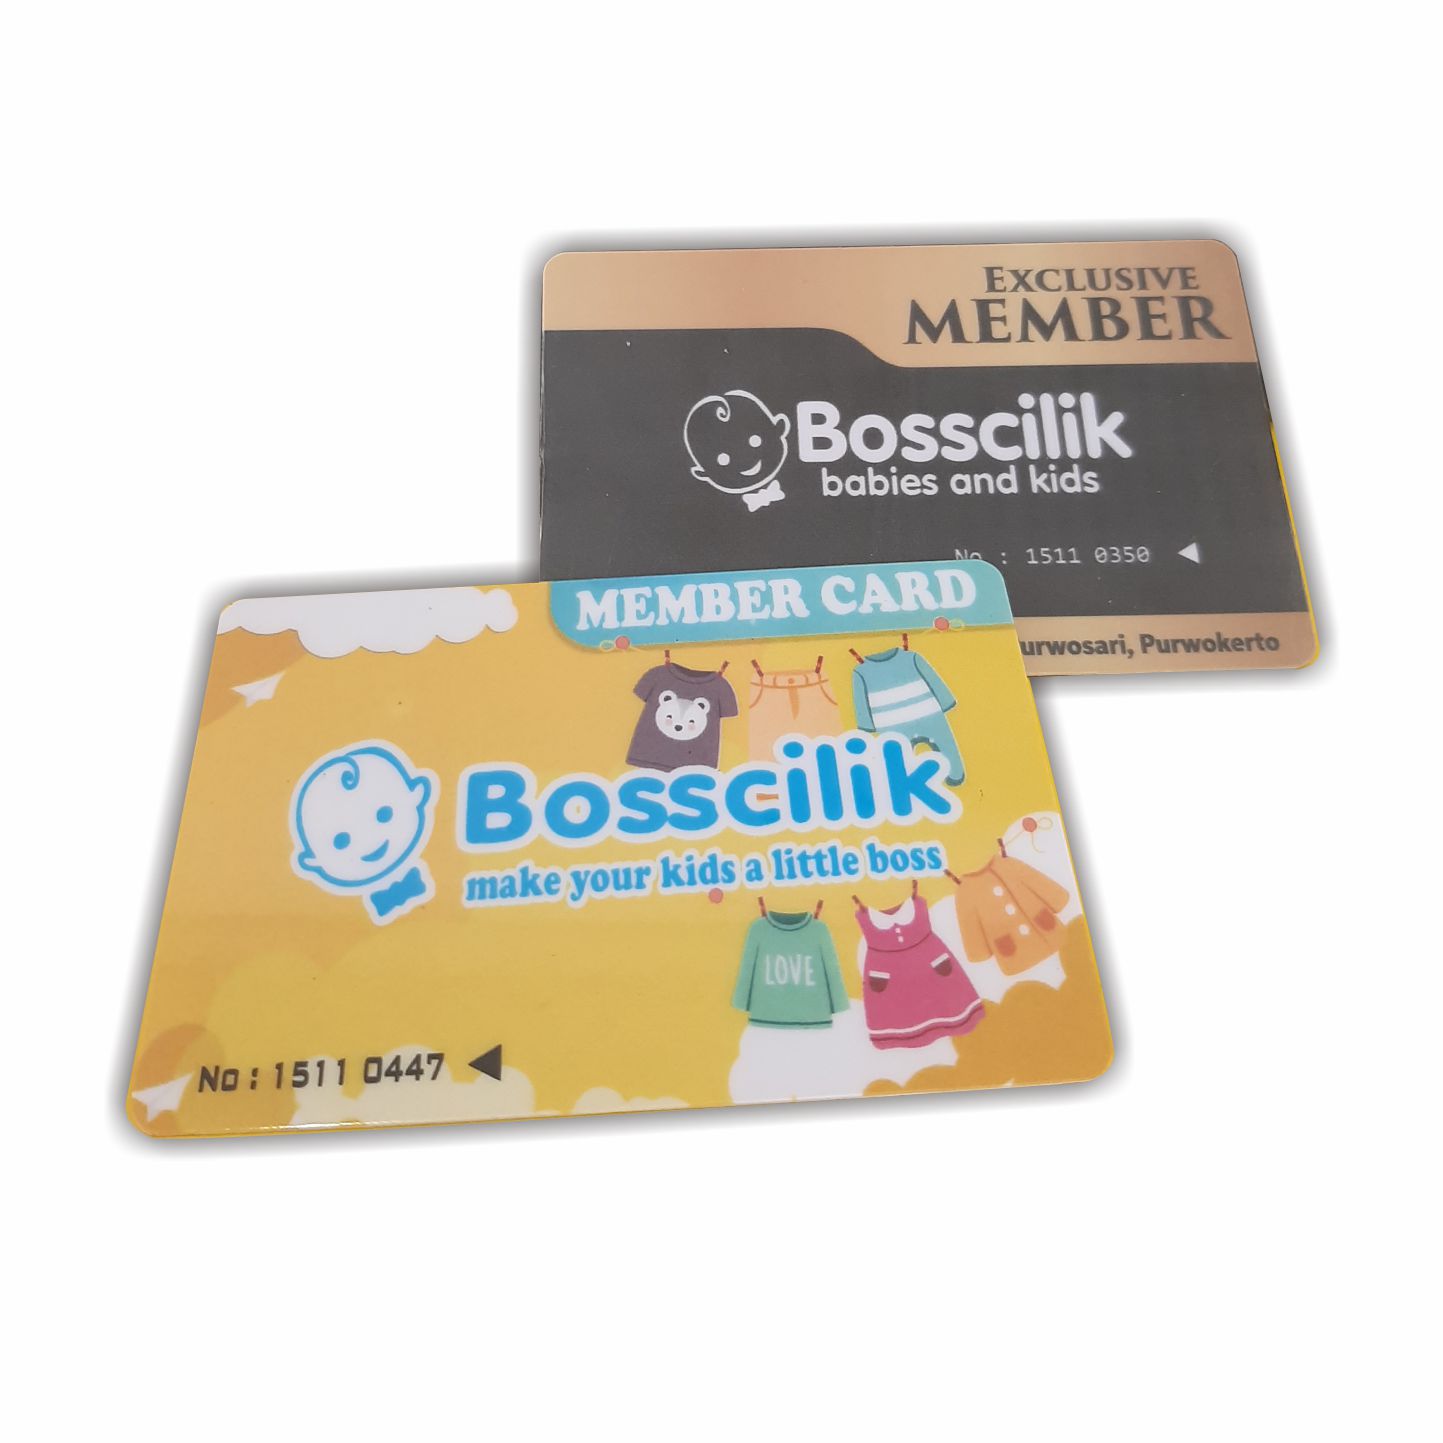 EXCLUSIVE
MEMBER
Bosscilik
babies and kids
No : 1511 0350
Purwokerto
MEMBER CARD
Bosscilik
make your kids a little boss
LOVE
No : 1511 0447